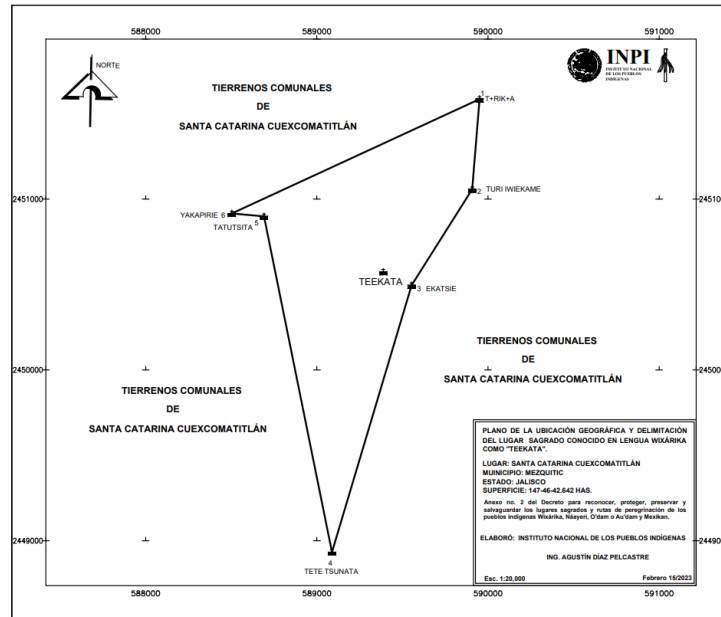 588000 589000 590000 591000
NORTE
INPI
INSTITUTO NACIONAL
DE LOS PUEBLOS
INDÍGENAS
TIERRENOS COMUNALES
DE
SANTA CATARINA CUEXCOMATITLÁN
1
T+RIK+A
2 TURI IWIEKAME
2451000 2451000
YAKAPIRIE 6
5
TATUTSITA
TEEKATA
3 EKATSIE
TIERRENOS COMUNALES
DE
SANTA CATARINA CUEXCOMATITLÁN
2450000 2450000
TIERRENOS COMUNALES
DE
SANTA CATARINA CUEXCOMATITLÁN
PLANO DE LA UBICACIÓN GEOGRÁFICA Y DELIMITACIÓN
DEL LUGAR SAGRADO CONOCIDO EN LENGUA WIXÁRIKA
COMO "TEEKATA".
LUGAR: SANTA CATARINA CUEXCOMATITLÁN
MUINICIPIO: MEZQUITIC
ESTADO: JALISCO
SUPERFICIE: 147-46-42.642 HAS.
Anexo no. 2 del Decreto para reconocer, proteger, preservar y
salvaguardar los lugares sagrados y rutas de peregrinación de los
pueblos indígenas Wixárika, Náayeri, O'dam o Au'dam y Mexikan.
ELABORÓ: INSTITUTO NACIONAL DE LOS PUEBLOS INDÍGENAS
ING. AGUSTÍN DÍAZ PELCASTRE
Esc. 1:20,000 Febrero 15/2023
2449000 2449000
4
TETE TSUNATA
588000 589000 590000 591000